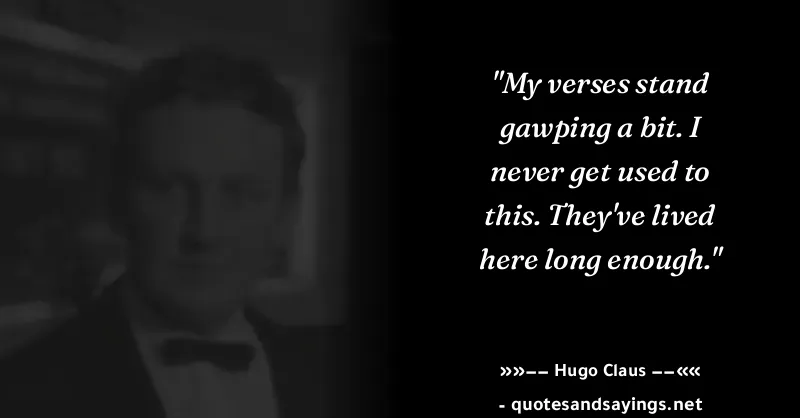 "My verses stand
gawping a bit. I
never get used to
this. They've lived
here long enough."
»»−− Hugo Claus −−««
- quotesandsayings.net